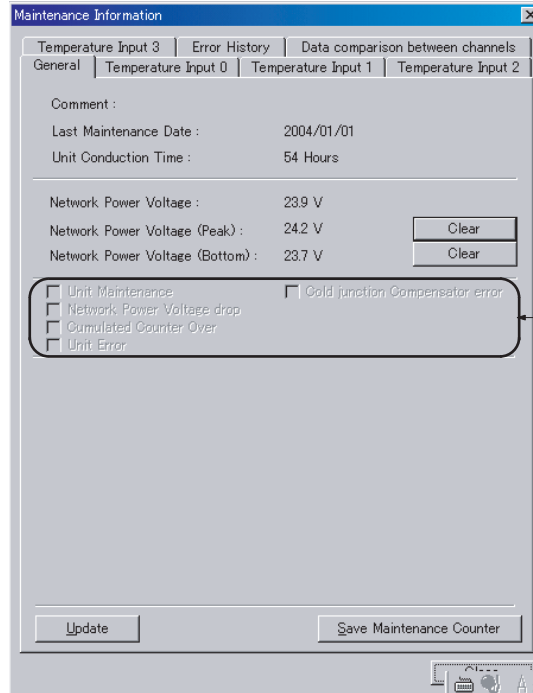 Maintenance Information
Temperature Input 3 Error History Data comparison between channels
General Temperature Input 0 Temperature Input 1 Temperature Input 2
Comment :
Last Maintenance Date : 2004/01/01
Unit Conduction Time : 54 Hours
Network Power Voltage : 23.9 V
Network Power Voltage (Peak) : 24.2 V Clear
Network Power Voltage (Bottom) : 23.7 V Clear
Unit Maintenance Cold junction Compensator error
Network Power Voltage drop
Cumulated Counter Over
Unit Error
Update Save Maintenance Counter
Close
A